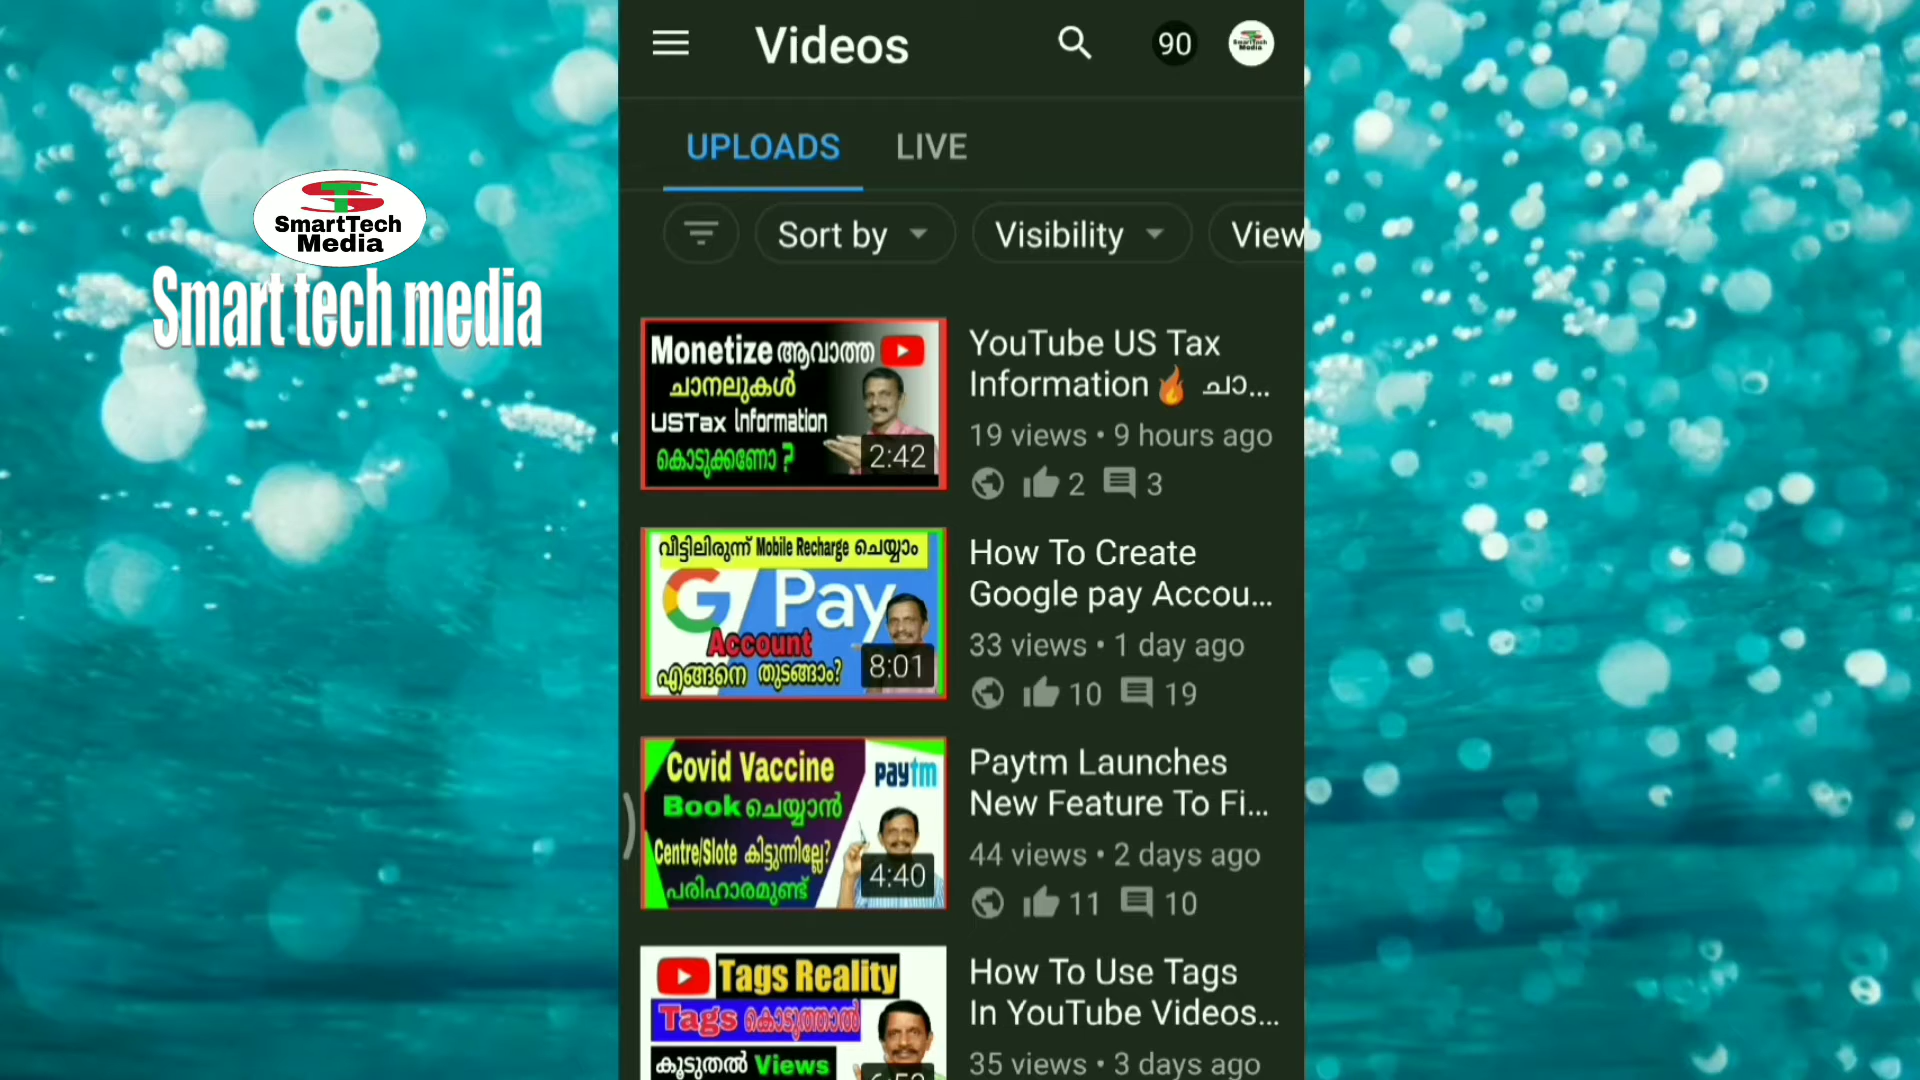 SmartTech
Media
Smart tech media
Videos
90
UPLOADS
LIVE
Sort by
Visibility
View
Monetize ആവാത്ത
ചാനലുകൾ
USTax Information
കൊടുക്കണോ ?
2:42
YouTube US Tax
Information🔥 ചാ...
19 views • 9 hours ago
2
3
വീട്ടിലിരുന്ന് Mobile Recharge ചെയ്യാം
G Pay
Account
എങ്ങനെ തുടങ്ങാം?
8:01
How To Create
Google pay Accou...
33 views • 1 day ago
10
19
Covid Vaccine
paytm
Book ചെയ്യാൻ
Centre/Slote കിട്ടുന്നില്ലേ?
പരിഹാരമുണ്ട്
4:40
Paytm Launches
New Feature To Fi...
44 views • 2 days ago
11
10
Tags Reality
Tags കൊടുത്താൽ
കൂടുതൽ Views
How To Use Tags
In YouTube Videos...
35 views • 3 days ago